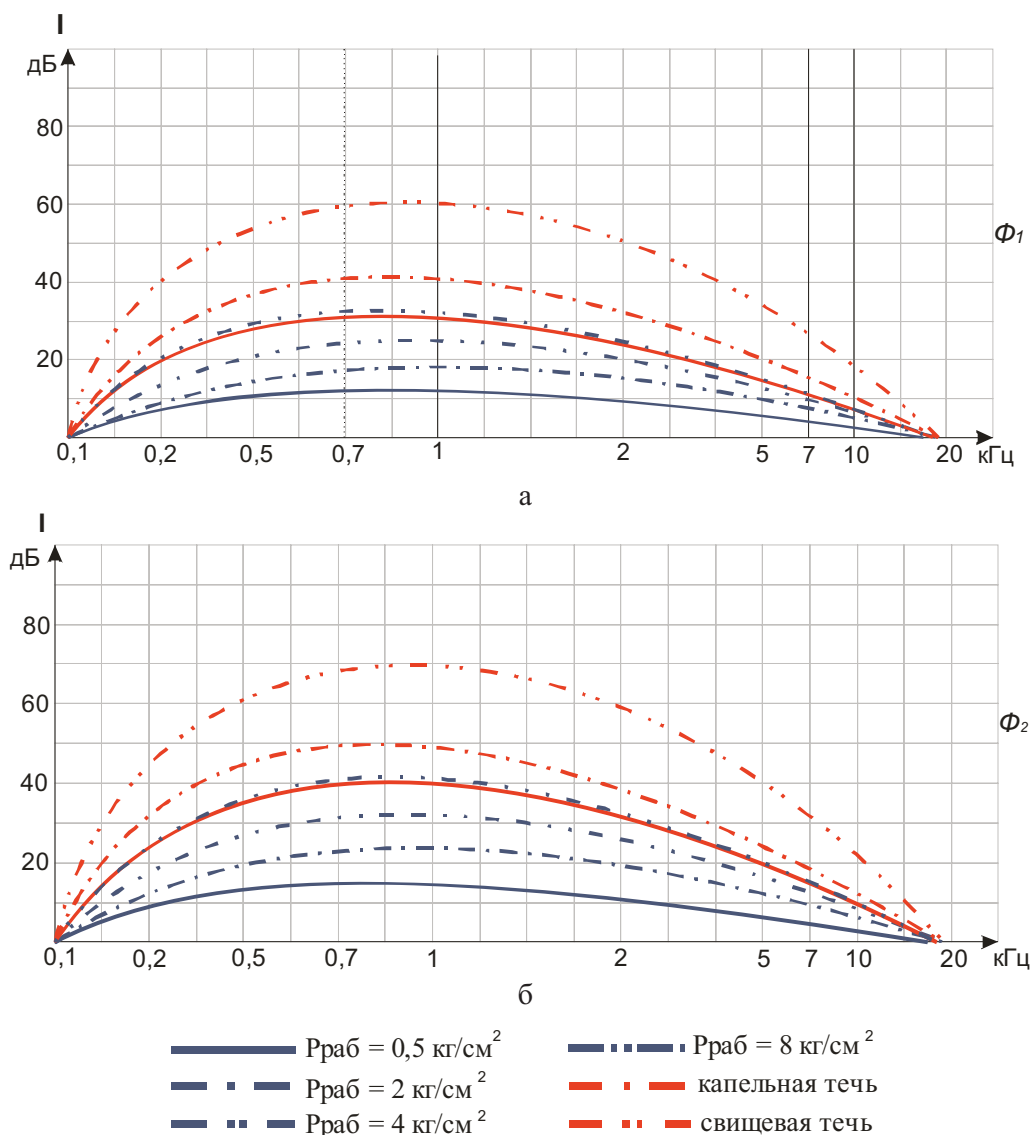 I
дБ
80
60
40
20
Ф1
0,1 0,2 0,5 0,7 1 2 5 7 10 20 кГц
а
I
дБ
80
60
40
20
Ф2
0,1 0,2 0,5 0,7 1 2 5 7 10 20 кГц
б
Рраб = 0,5 кг/см²
Рраб = 8 кг/см²
Рраб = 2 кг/см²
капельная течь
Рраб = 4 кг/см²
свищевая течь